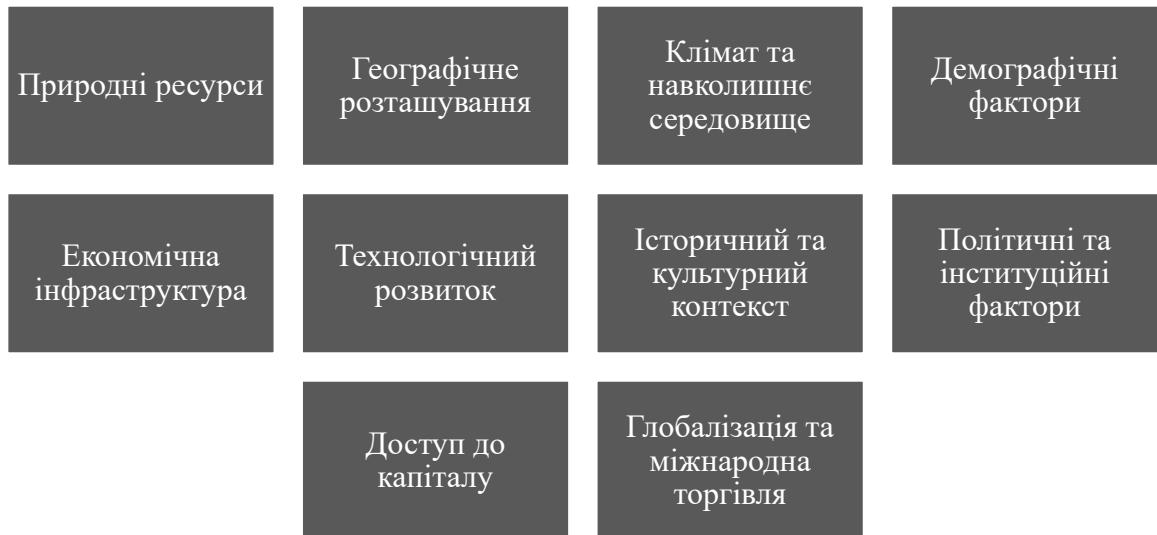 Природні ресурси
Географічне
розташування
Клімат та
навколишнє
середовище
Демографічні
фактори
Економічна
інфраструктура
Технологічний
розвиток
Історичний та
культурний
контекст
Політичні та
інституційні
фактори
Доступ до
капіталу
Глобалізація та
міжнародна
торгівля